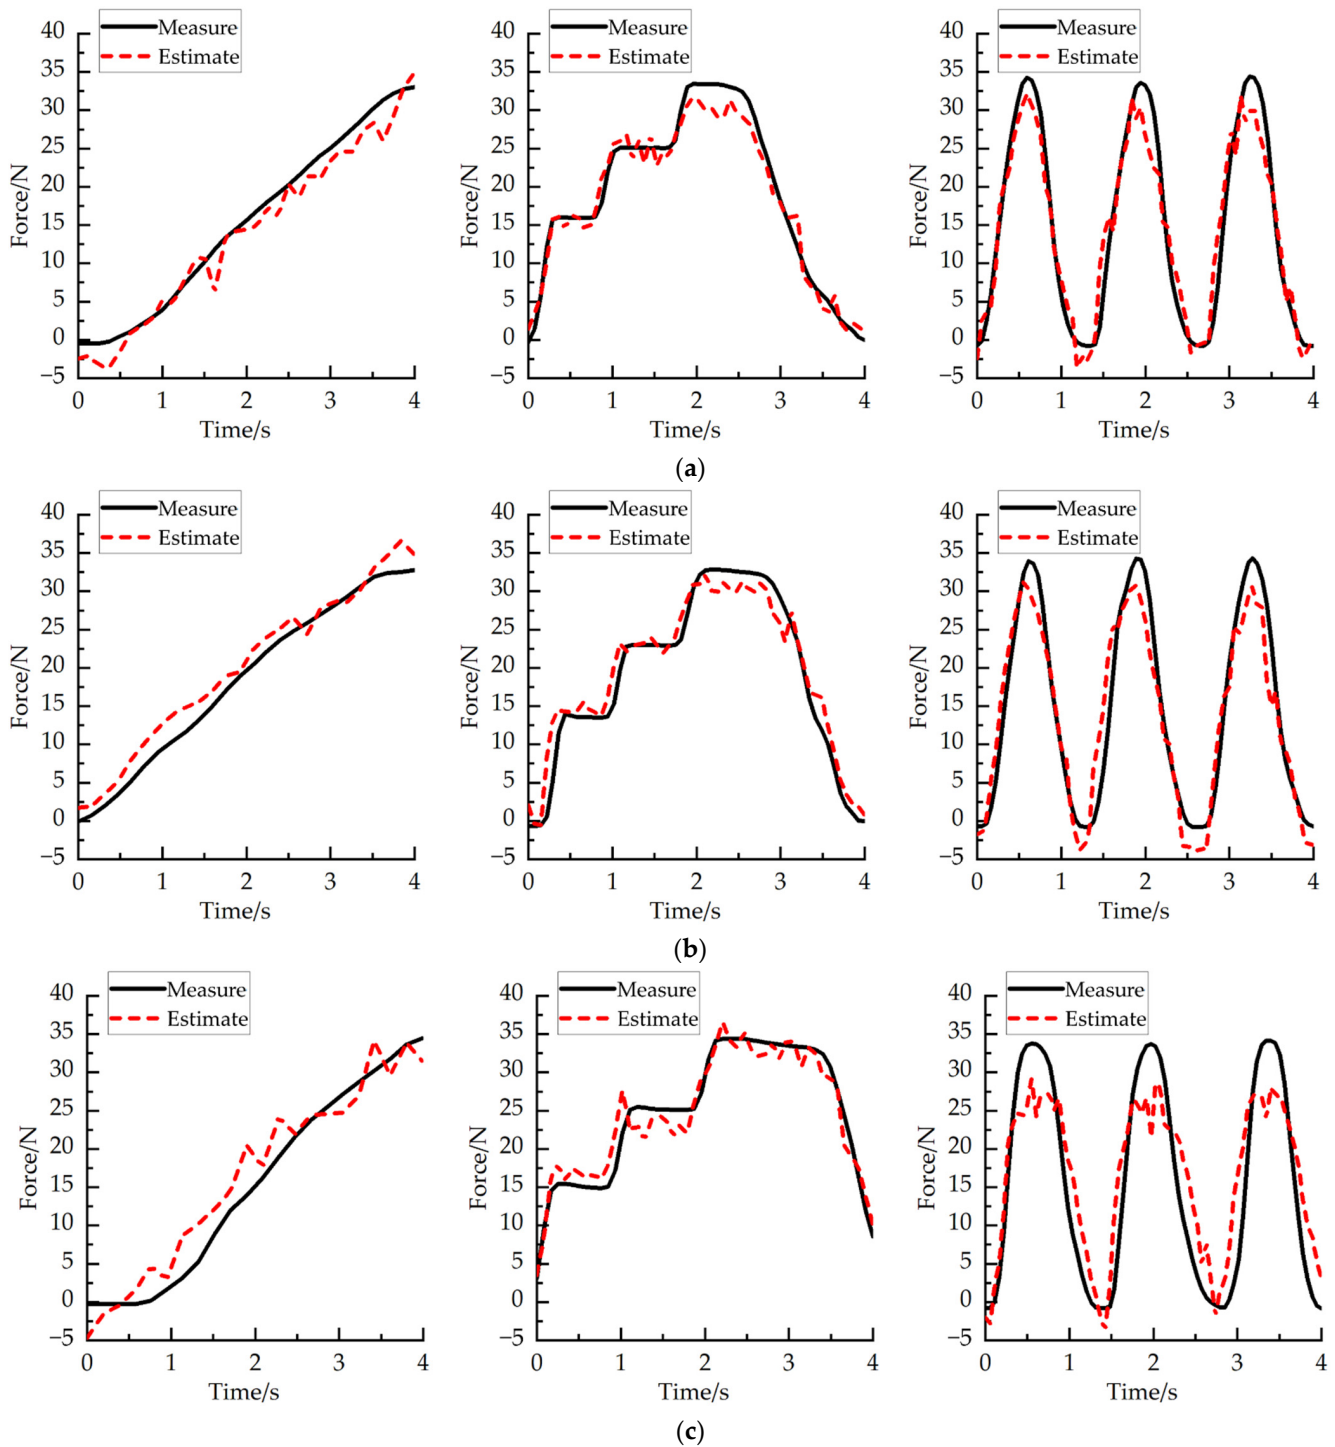 40 Measure 40 Measure 40 Measure
35 Estimate 35 Estimate 35 Estimate
30 30 30
25 25 25
20 20 20
15 15 15
10 10 10
5 5 5
0 0 0
−5 −5 −5
Force/N Force/N Force/N
0 1 2 3 4 0 1 2 3 4 0 1 2 3 4
Time/s Time/s Time/s
(a)
40 Measure 40 Measure 40 Measure
35 Estimate 35 Estimate 35 Estimate
30 30 30
25 25 25
20 20 20
15 15 15
10 10 10
5 5 5
0 0 0
−5 −5 −5
Force/N Force/N Force/N
0 1 2 3 4 0 1 2 3 4 0 1 2 3 4
Time/s Time/s Time/s
(b)
40 Measure 40 Measure 40 Measure
35 Estimate 35 Estimate 35 Estimate
30 30 30
25 25 25
20 20 20
15 15 15
10 10 10
5 5 5
0 0 0
−5 −5 −5
Force/N Force/N Force/N
0 1 2 3 4 0 1 2 3 4 0 1 2 3 4
Time/s Time/s Time/s
(c)